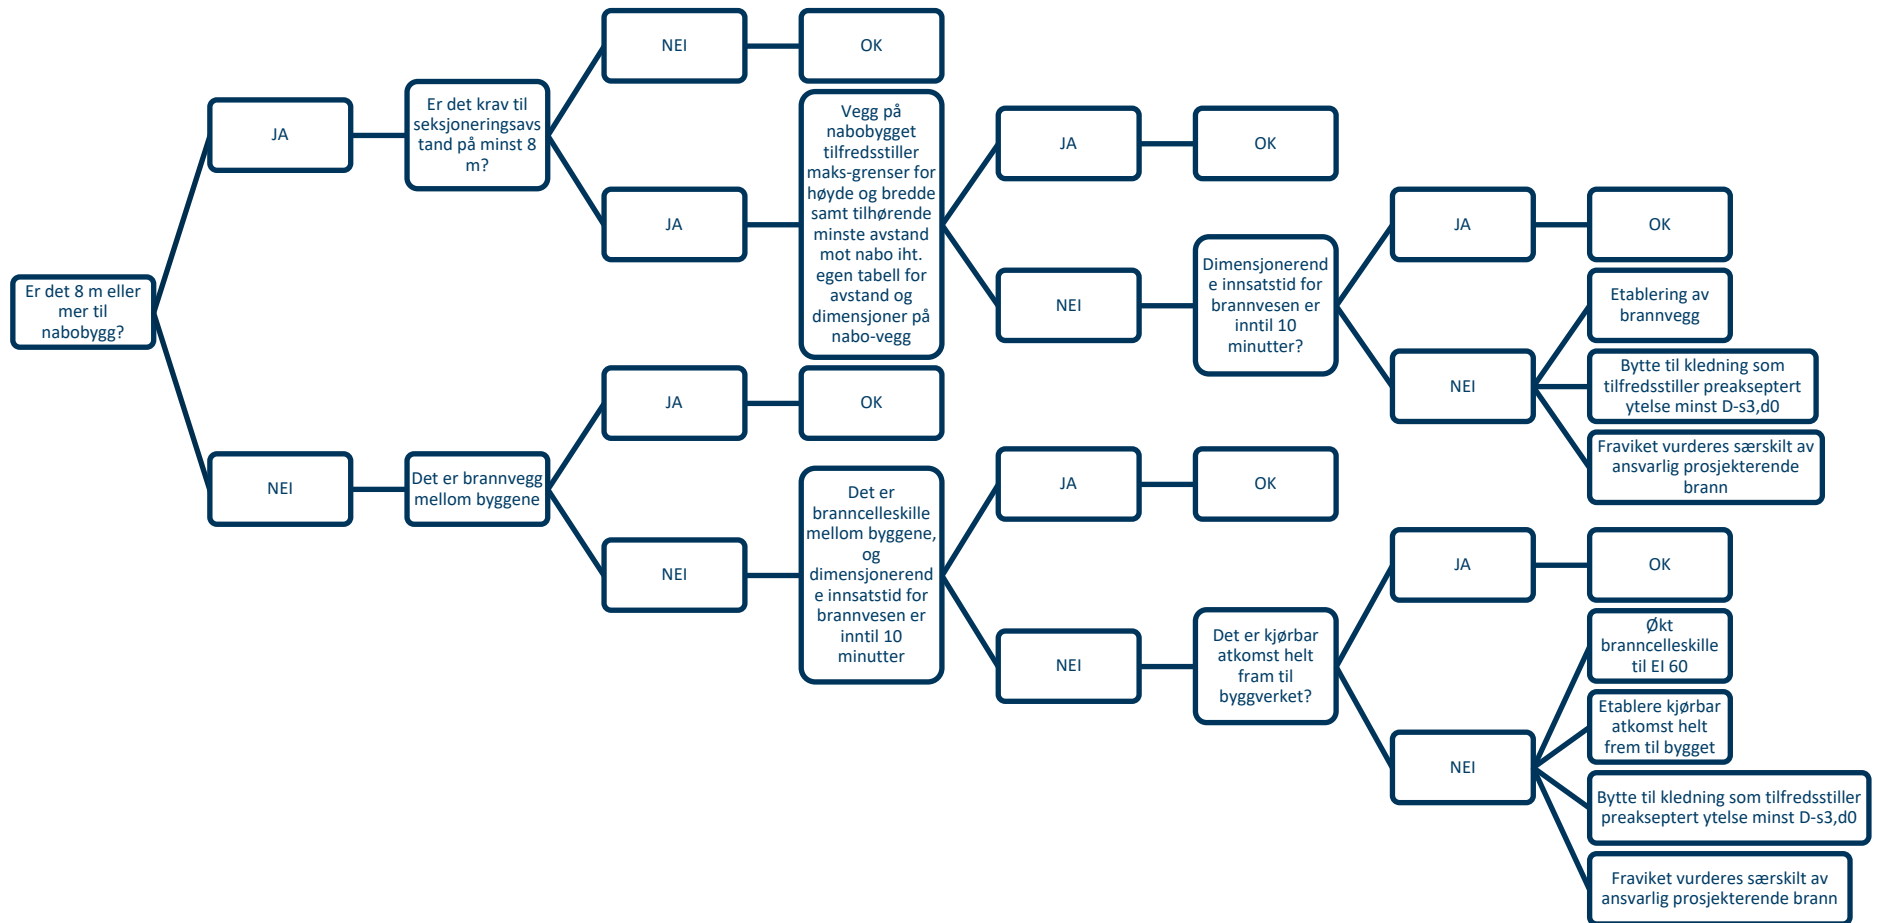 Er det 8 m eller
mer til
nabobygg?
JA
Er det krav til
seksjoneringsavs
tand på minst 8
m?
NEI
OK
JA
Vegg på
nabobygget
tilfredsstiller
maks-grenser for
høyde og bredde
samt tilhørende
minste avstand
mot nabo iht.
egen tabell for
avstand og
dimensjoner på
nabo-vegg
JA
OK
NEI
Dimensjonerend
e innsatstid for
brannvesen er
inntil 10
minutter?
JA
OK
NEI
Etablering av
brannvegg
Bytte til kledning som
tilfredsstiller preakseptert
ytelse minst D-s3,d0
Fraviket vurderes særskilt av
ansvarlig prosjekterende
brann
NEI
Det er brannvegg
mellom byggene
JA
OK
NEI
Det er
branncelleskille
mellom byggene,
og
dimensjonerend
e innsatstid for
brannvesen er
inntil 10
minutter
JA
OK
NEI
Det er kjørbar
atkomst helt
fram til
byggverket?
JA
OK
NEI
Økt
branncelleskille
til EI 60
Etablere kjørbar
atkomst helt
frem til bygget
Bytte til kledning som tilfredsstiller
preakseptert ytelse minst D-s3,d0
Fraviket vurderes særskilt av
ansvarlig prosjekterende brann